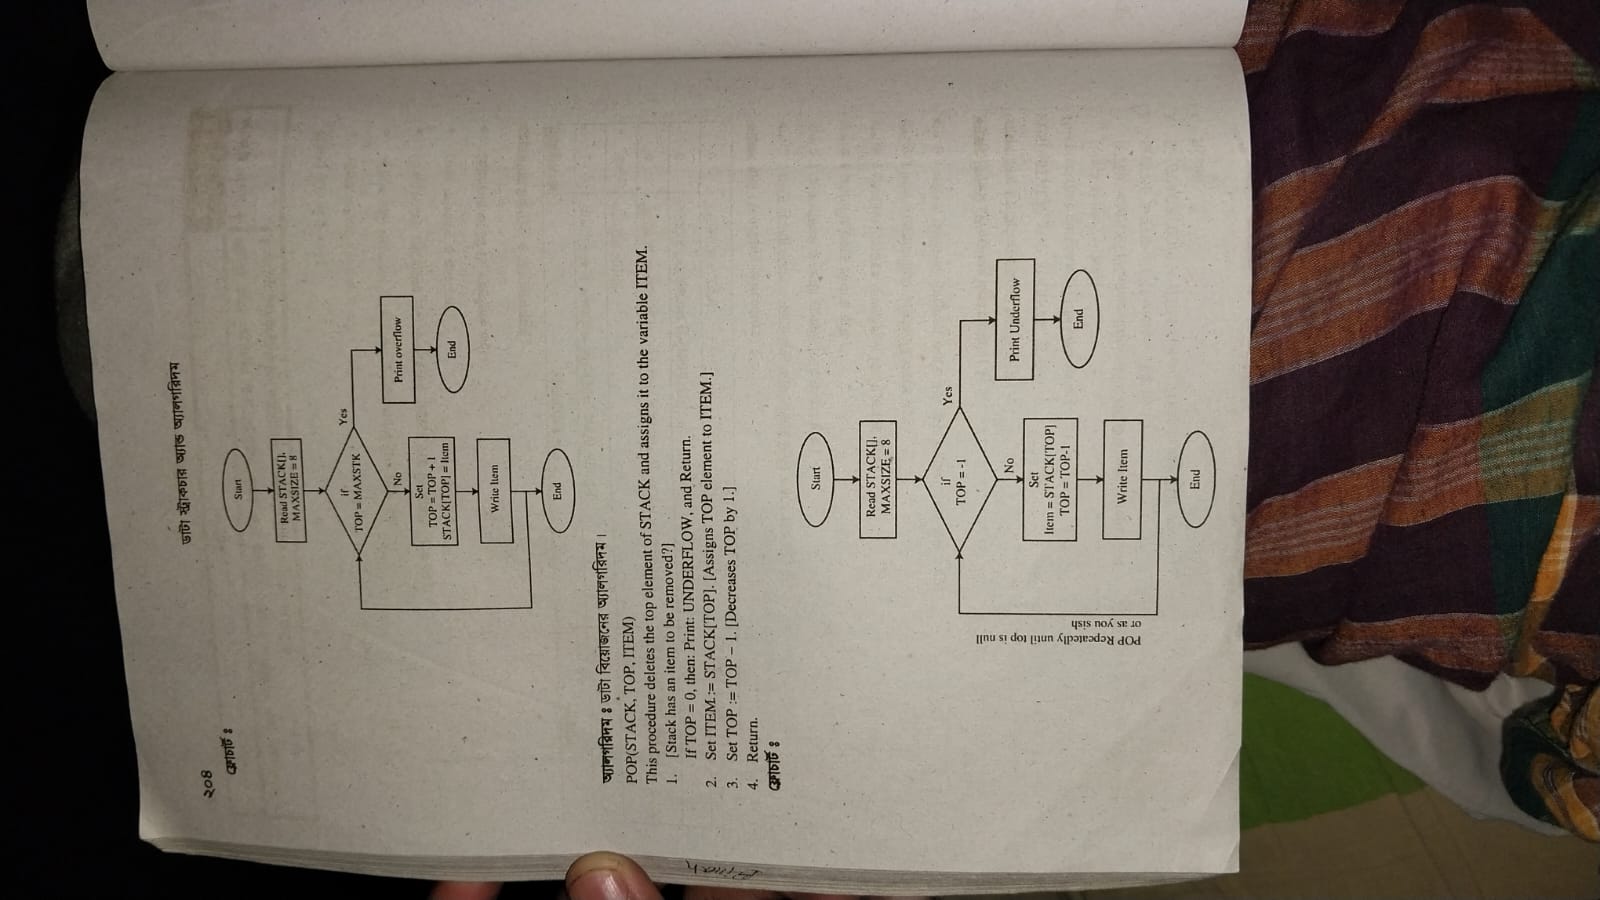 ২০৪
ডাটা স্ট্রাকচার অ্যান্ড অ্যালগরিদম
ফ্লোচার্ট ঃ
Start
Read STACK[].
MAXSIZE = 8
if
TOP = MAXSTK
Yes
Print overflow
End
No
Set
TOP = TOP + 1
STACK[TOP] = Item
Write Item
End
অ্যালগরিদম ঃ ডাটা বিয়োজনের অ্যালগরিদম।
POP(STACK, TOP, ITEM)
This procedure deletes the top element of STACK and assigns it to the variable ITEM.
1. [Stack has an item to be removed?]
If TOP = 0, then: Print: UNDERFLOW, and Return.
2. Set ITEM := STACK[TOP]. [Assigns TOP element to ITEM.]
3. Set TOP := TOP – 1. [Decreases TOP by 1.]
4. Return.
ফ্লোচার্ট ঃ
Start
Read STACK[].
MAXSIZE = 8
if
TOP = -1
Yes
Print Underflow
End
No
Set
Item = STACK[TOP]
TOP = TOP-1
Write Item
End
POP Repeatedly until top is null
or as you sish